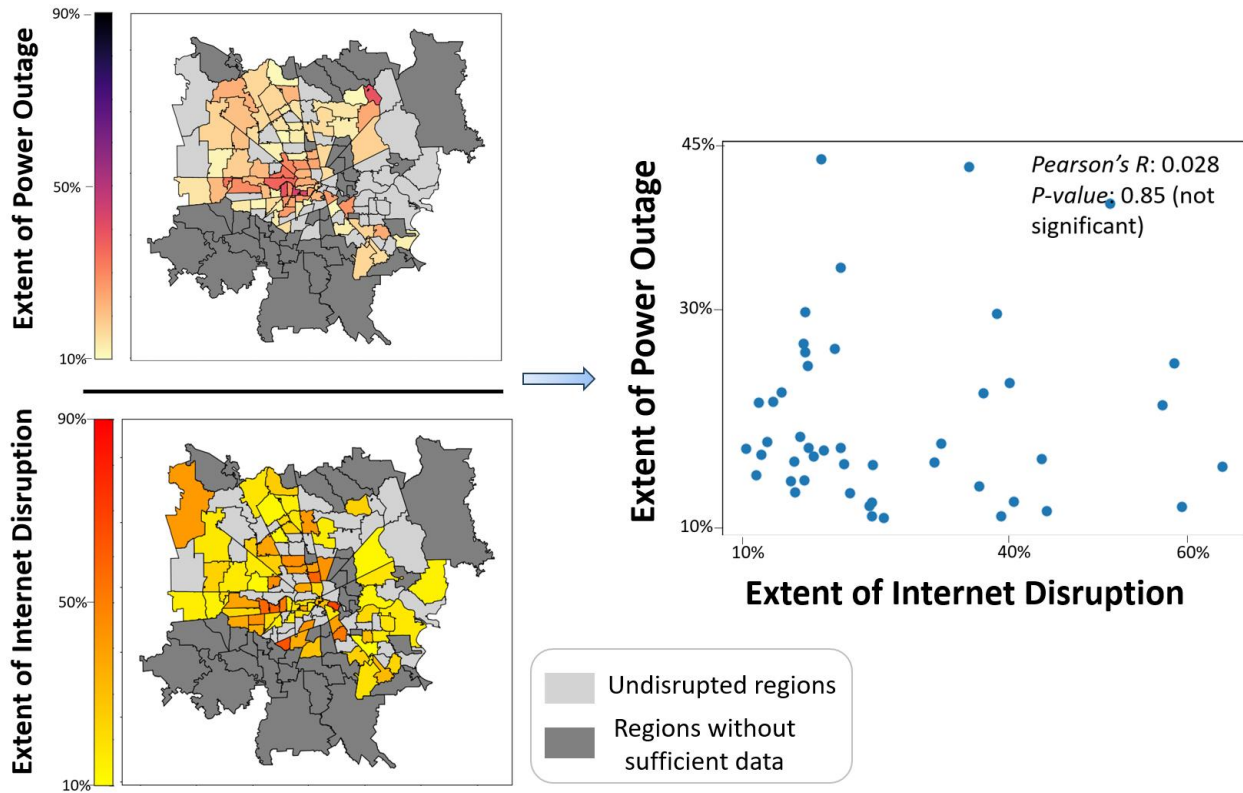 90%
50%
10%
Extent of Power Outage
90%
50%
10%
Extent of Internet Disruption
Undisrupted regions
Regions without
sufficient data
45%
30%
10%
Extent of Power Outage
Pearson's R: 0.028
P-value: 0.85 (not
significant)
10%
40%
60%
Extent of Internet Disruption